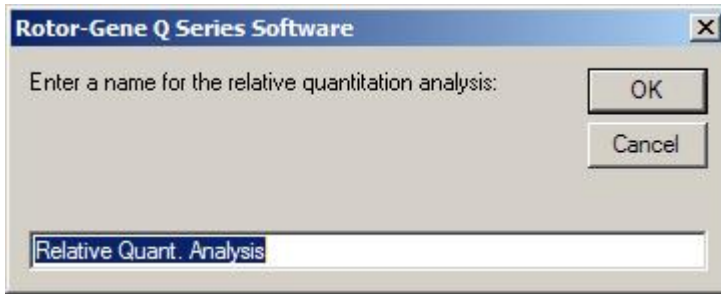 Rotor-Gene Q Series Software
Enter a name for the relative quantitation analysis:
OK
Cancel
Relative Quant. Analysis